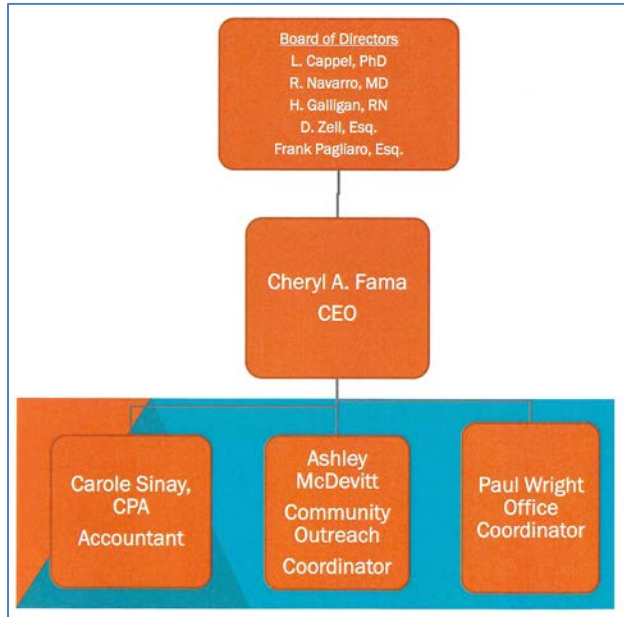 Board of Directors
L. Cappel, PhD
R. Navarro, MD
H. Galligan, RN
D. Zell, Esq.
Frank Pagliaro, Esq.
Cheryl A. Fama
CEO
Carole Sinay,
CPA
Accountant
Ashley
McDevitt
Community
Outreach
Coordinator
Paul Wright
Office
Coordinator